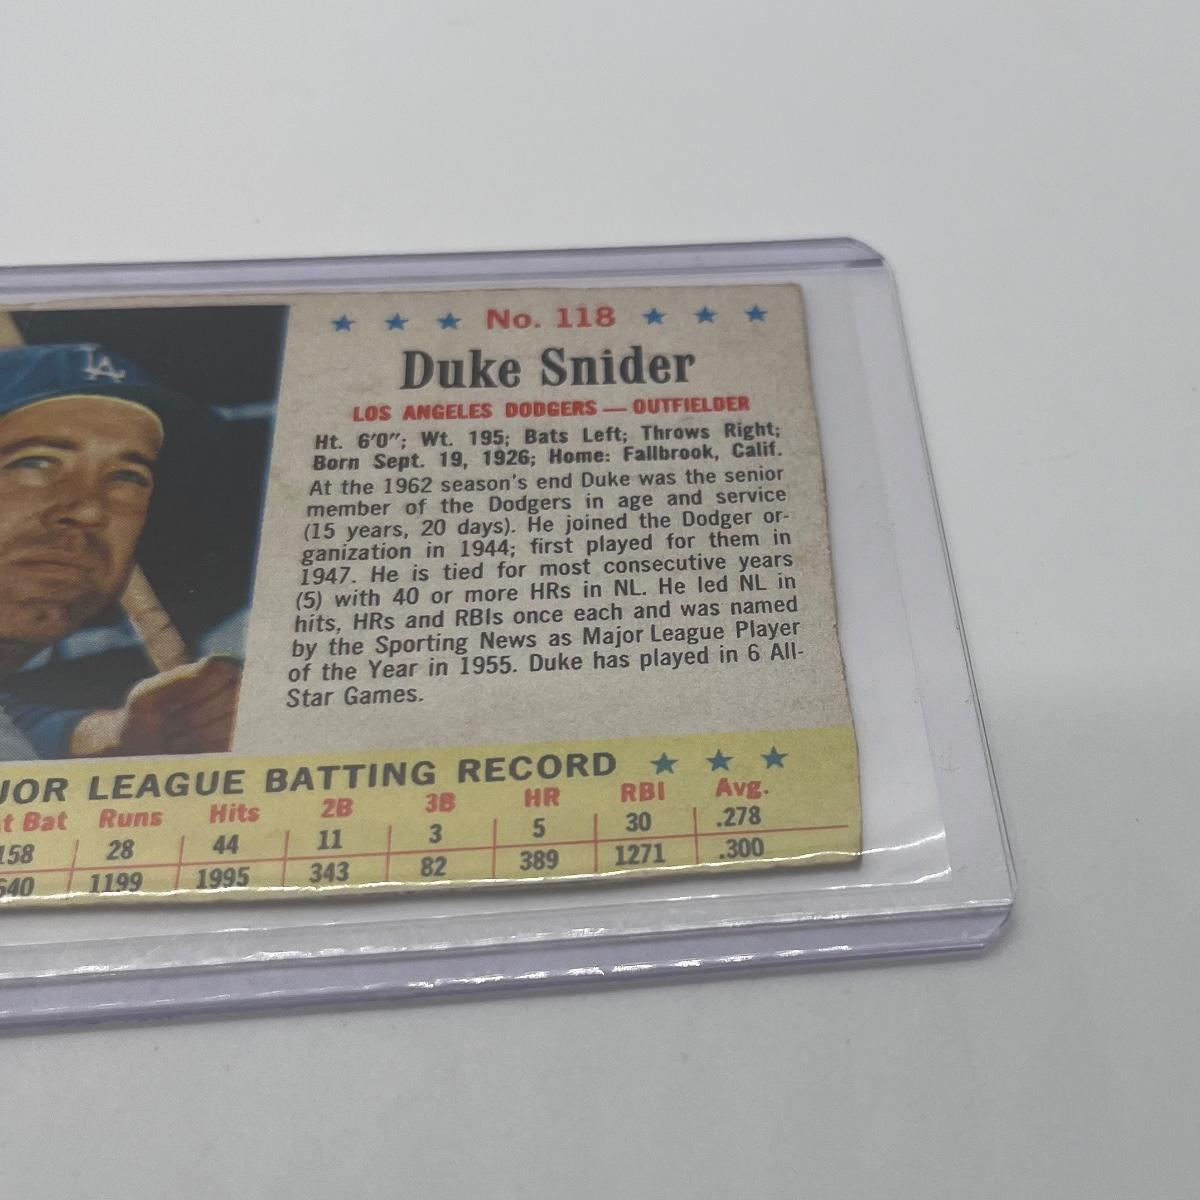 LA
★ ★ ★ No. 118 ★ ★ ★
Duke Snider
LOS ANGELES DODGERS — OUTFIELDER
Ht. 6'0"; Wt. 195; Bats Left; Throws Right;
Born Sept. 19, 1926; Home: Fallbrook, Calif.
At the 1962 season's end Duke was the senior
member of the Dodgers in age and service
(15 years, 20 days). He joined the Dodger or-
ganization in 1944; first played for them in
1947. He is tied for most consecutive years
(5) with 40 or more HRs in NL. He led NL in
hits, HRs and RBIs once each and was named
by the Sporting News as Major League Player
of the Year in 1955. Duke has played in 6 All-
Star Games.
JOR LEAGUE BATTING RECORD ★ ★ ★
t Bat Runs Hits 2B 3B HR RBI Avg.
158 28 44 11 3 5 30 .278
640 1199 1995 343 82 389 1271 .300